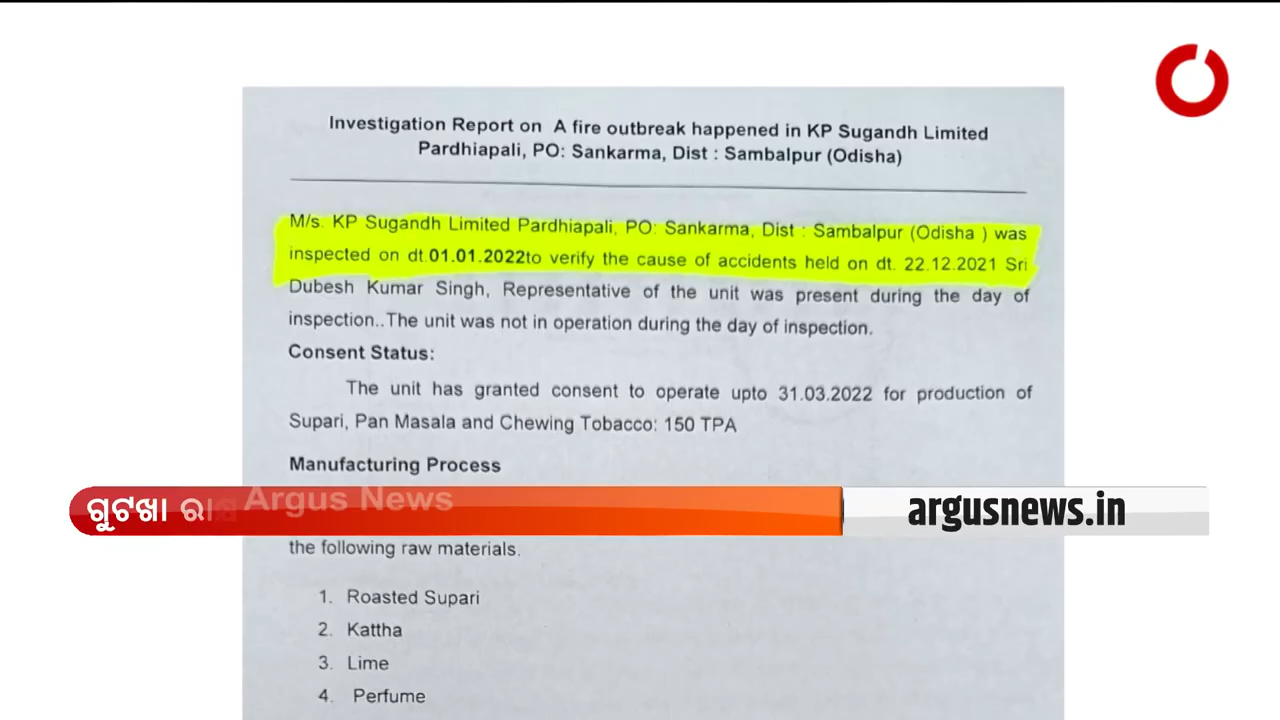 Investigation Report on A fire outbreak happened in KP Sugandh Limited
Pardhiapali, PO: Sankarma, Dist : Sambalpur (Odisha)
M/s. KP Sugandh Limited Pardhiapali, PO: Sankarma, Dist : Sambalpur (Odisha ) was
inspected on dt.01.01.2022to verify the cause of accidents held on dt. 22.12.2021 Sri
Dubesh Kumar Singh, Representative of the unit was present during the day of
inspection..The unit was not in operation during the day of inspection.
Consent Status:
The unit has granted consent to operate upto 31.03.2022 for production of
Supari, Pan Masala and Chewing Tobacco: 150 TPA
Manufacturing Process
ଗୁଟଖା
Argus News
argusnews.in
the following raw materials.
1. Roasted Supari
2. Kattha
3. Lime
4. Perfume